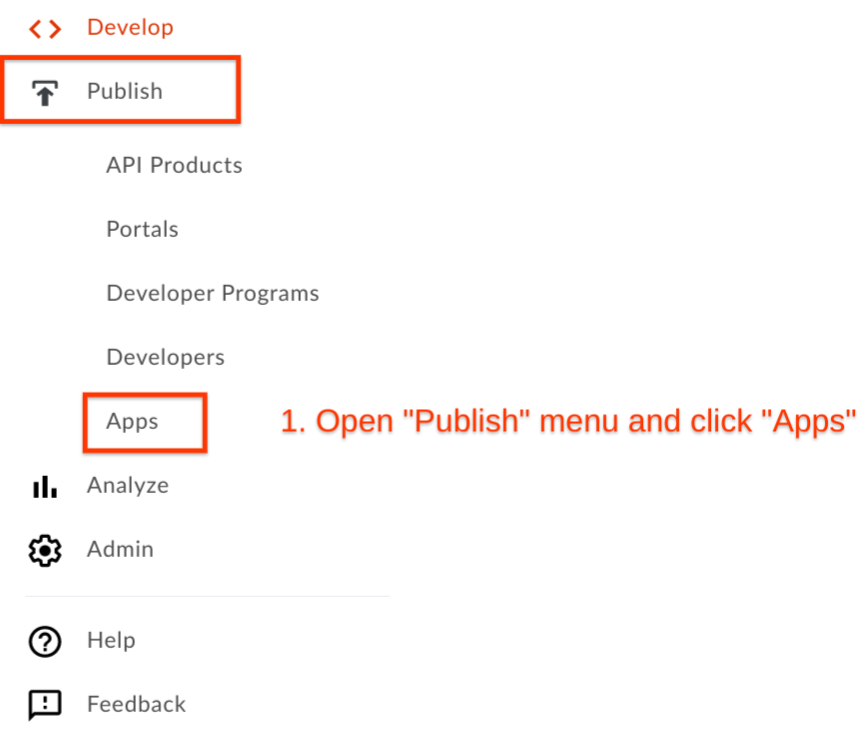 Develop
Publish
API Products
Portals
Developer Programs
Developers
Apps
1. Open "Publish" menu and click "Apps"
Analyze
Admin
Help
Feedback